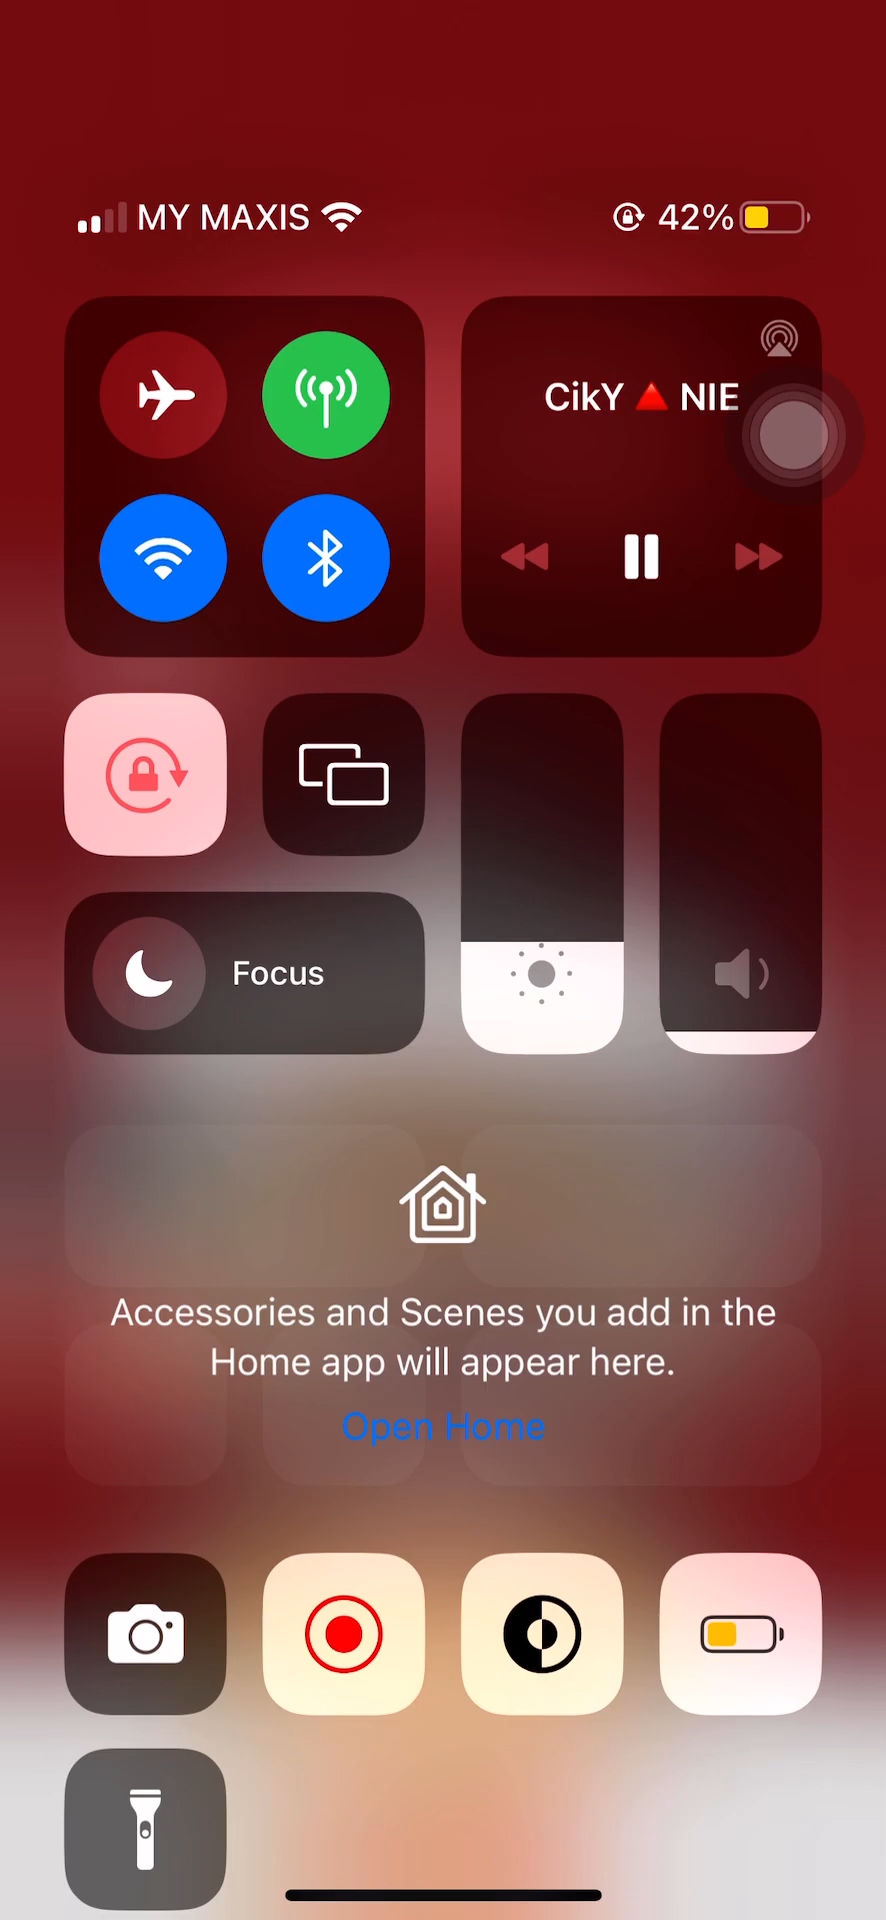 MY MAXIS 42%
CikY 🔺 NIE
Focus
Accessories and Scenes you add in the
Home app will appear here.
Open Home